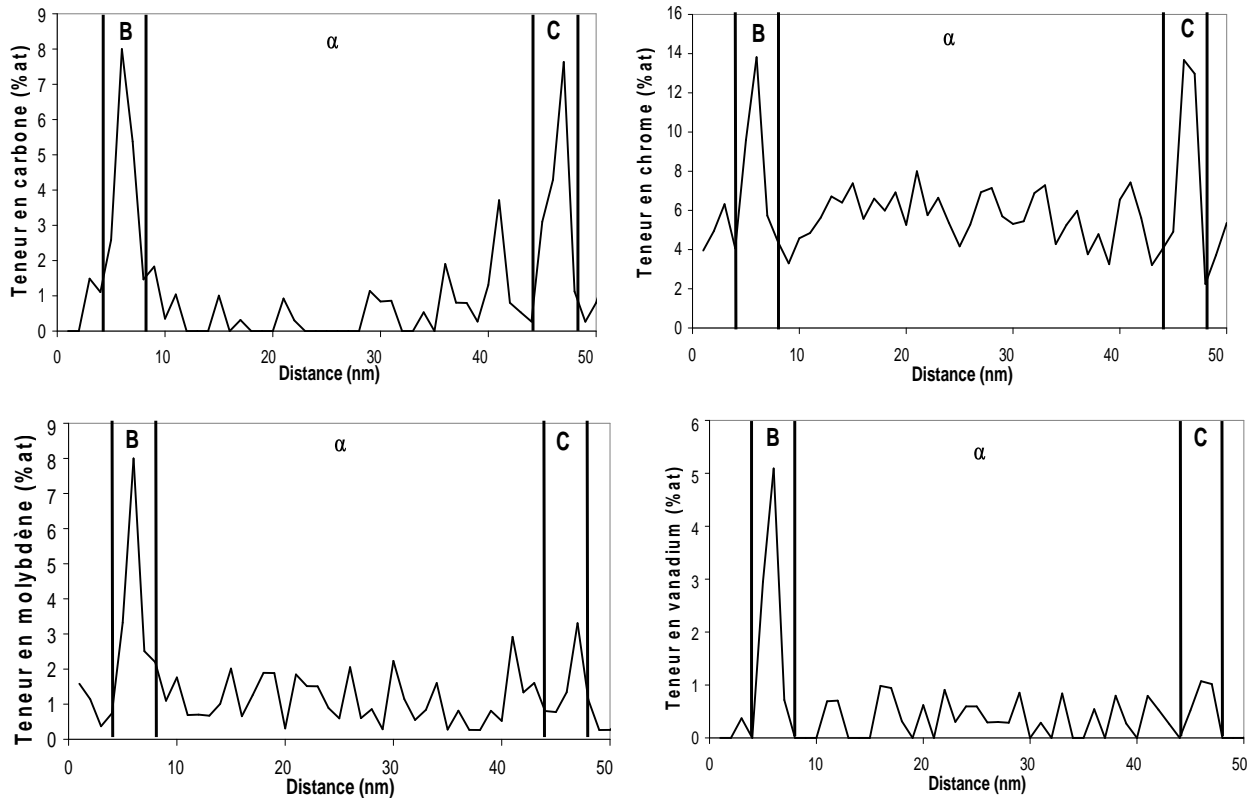 Teneur en carbone (%at)
9
8
7
6
5
4
3
2
1
0
B
α
C
0 10 20 30 40 50
Distance (nm)
Teneur en chrome (%at)
16
14
12
10
8
6
4
2
0
B
α
C
0 10 20 30 40 50
Distance (nm)
Teneur en molybdène (%at)
9
8
7
6
5
4
3
2
1
0
B
α
C
0 10 20 30 40 50
Distance (nm)
Teneur en vanadium (%at)
6
5
4
3
2
1
0
B
α
C
0 10 20 30 40 50
Distance (nm)